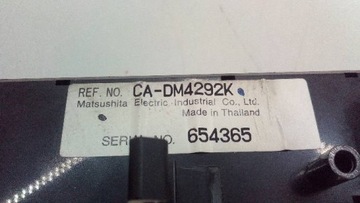 REF. NO. CA-DM4292K
Matsushita Electric Industrial Co., Ltd.
Made in Thailand
SERIAL NO. 654365